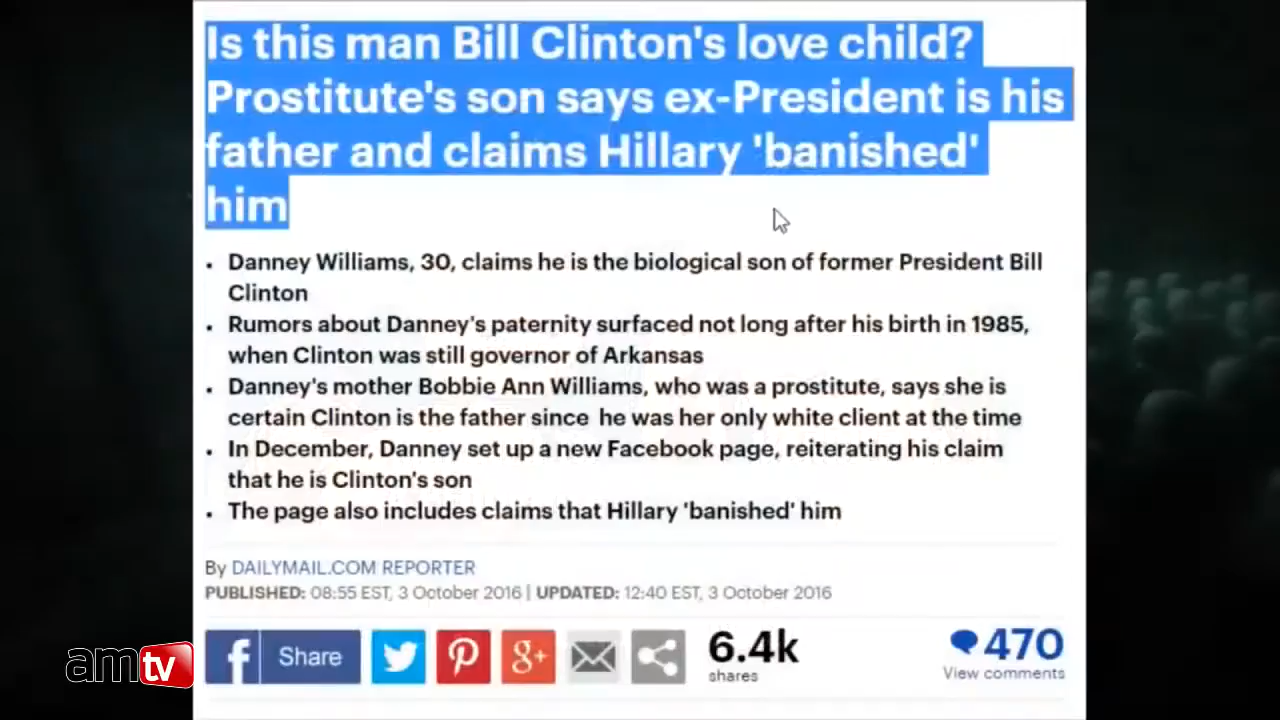 Is this man Bill Clinton's love child?
Prostitute's son says ex-President is his
father and claims Hillary 'banished'
him
• Danney Williams, 30, claims he is the biological son of former President Bill
Clinton
• Rumors about Danney's paternity surfaced not long after his birth in 1985,
when Clinton was still governor of Arkansas
• Danney's mother Bobbie Ann Williams, who was a prostitute, says she is
certain Clinton is the father since he was her only white client at the time
• In December, Danney set up a new Facebook page, reiterating his claim
that he is Clinton's son
• The page also includes claims that Hillary 'banished' him
By DAILYMAIL.COM REPORTER
PUBLISHED: 08:55 EST, 3 October 2016 | UPDATED: 12:40 EST, 3 October 2016
amtv
f Share
g+
6.4k
shares
470
View comments